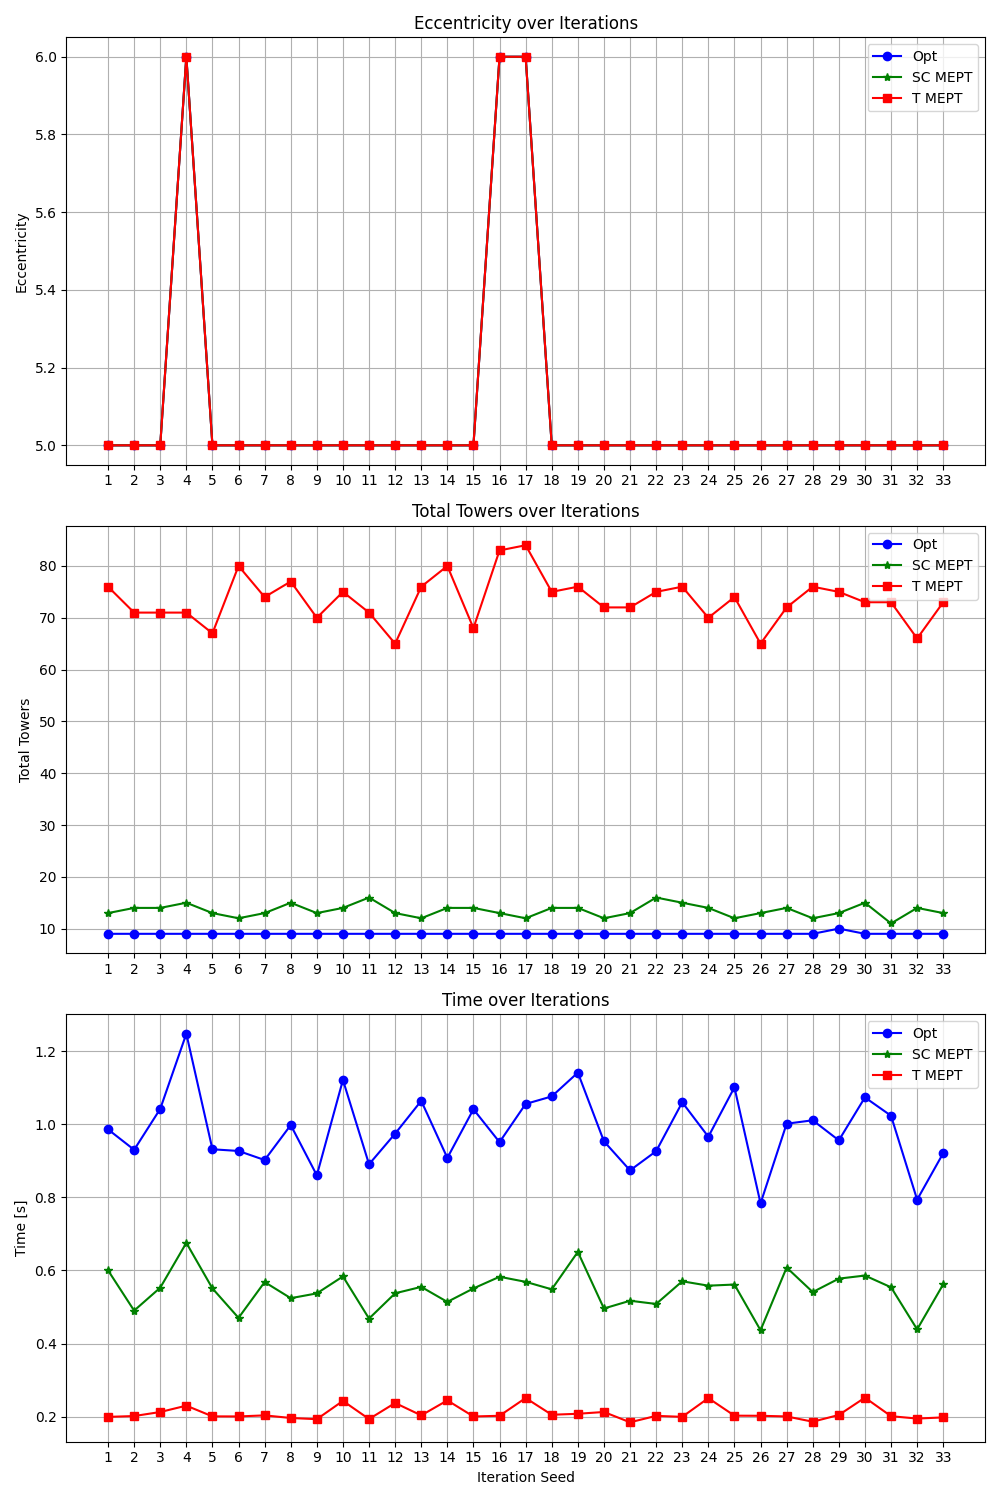 Eccentricity over Iterations
Opt
SC MEPT
T MEPT
Eccentricity
6.0
5.8
5.6
5.4
5.2
5.0
1 2 3 4 5 6 7 8 9 10 11 12 13 14 15 16 17 18 19 20 21 22 23 24 25 26 27 28 29 30 31 32 33
Total Towers over Iterations
Opt
SC MEPT
T MEPT
Total Towers
80
70
60
50
40
30
20
10
1 2 3 4 5 6 7 8 9 10 11 12 13 14 15 16 17 18 19 20 21 22 23 24 25 26 27 28 29 30 31 32 33
Time over Iterations
Opt
SC MEPT
T MEPT
Time [s]
1.2
1.0
0.8
0.6
0.4
0.2
1 2 3 4 5 6 7 8 9 10 11 12 13 14 15 16 17 18 19 20 21 22 23 24 25 26 27 28 29 30 31 32 33
Iteration Seed